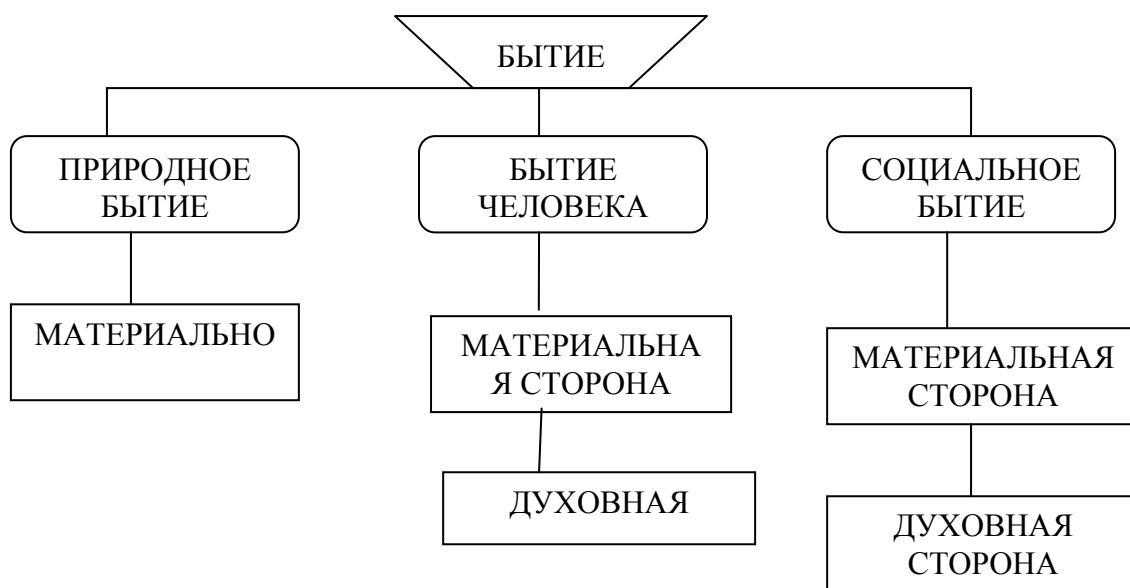 БЫТИЕ
ПРИРОДНОЕ
БЫТИЕ
БЫТИЕ
ЧЕЛОВЕКА
СОЦИАЛЬНОЕ
БЫТИЕ
МАТЕРИАЛЬНО
МАТЕРИАЛЬНА
Я СТОРОНА
МАТЕРИАЛЬНАЯ
СТОРОНА
ДУХОВНАЯ
ДУХОВНАЯ
СТОРОНА